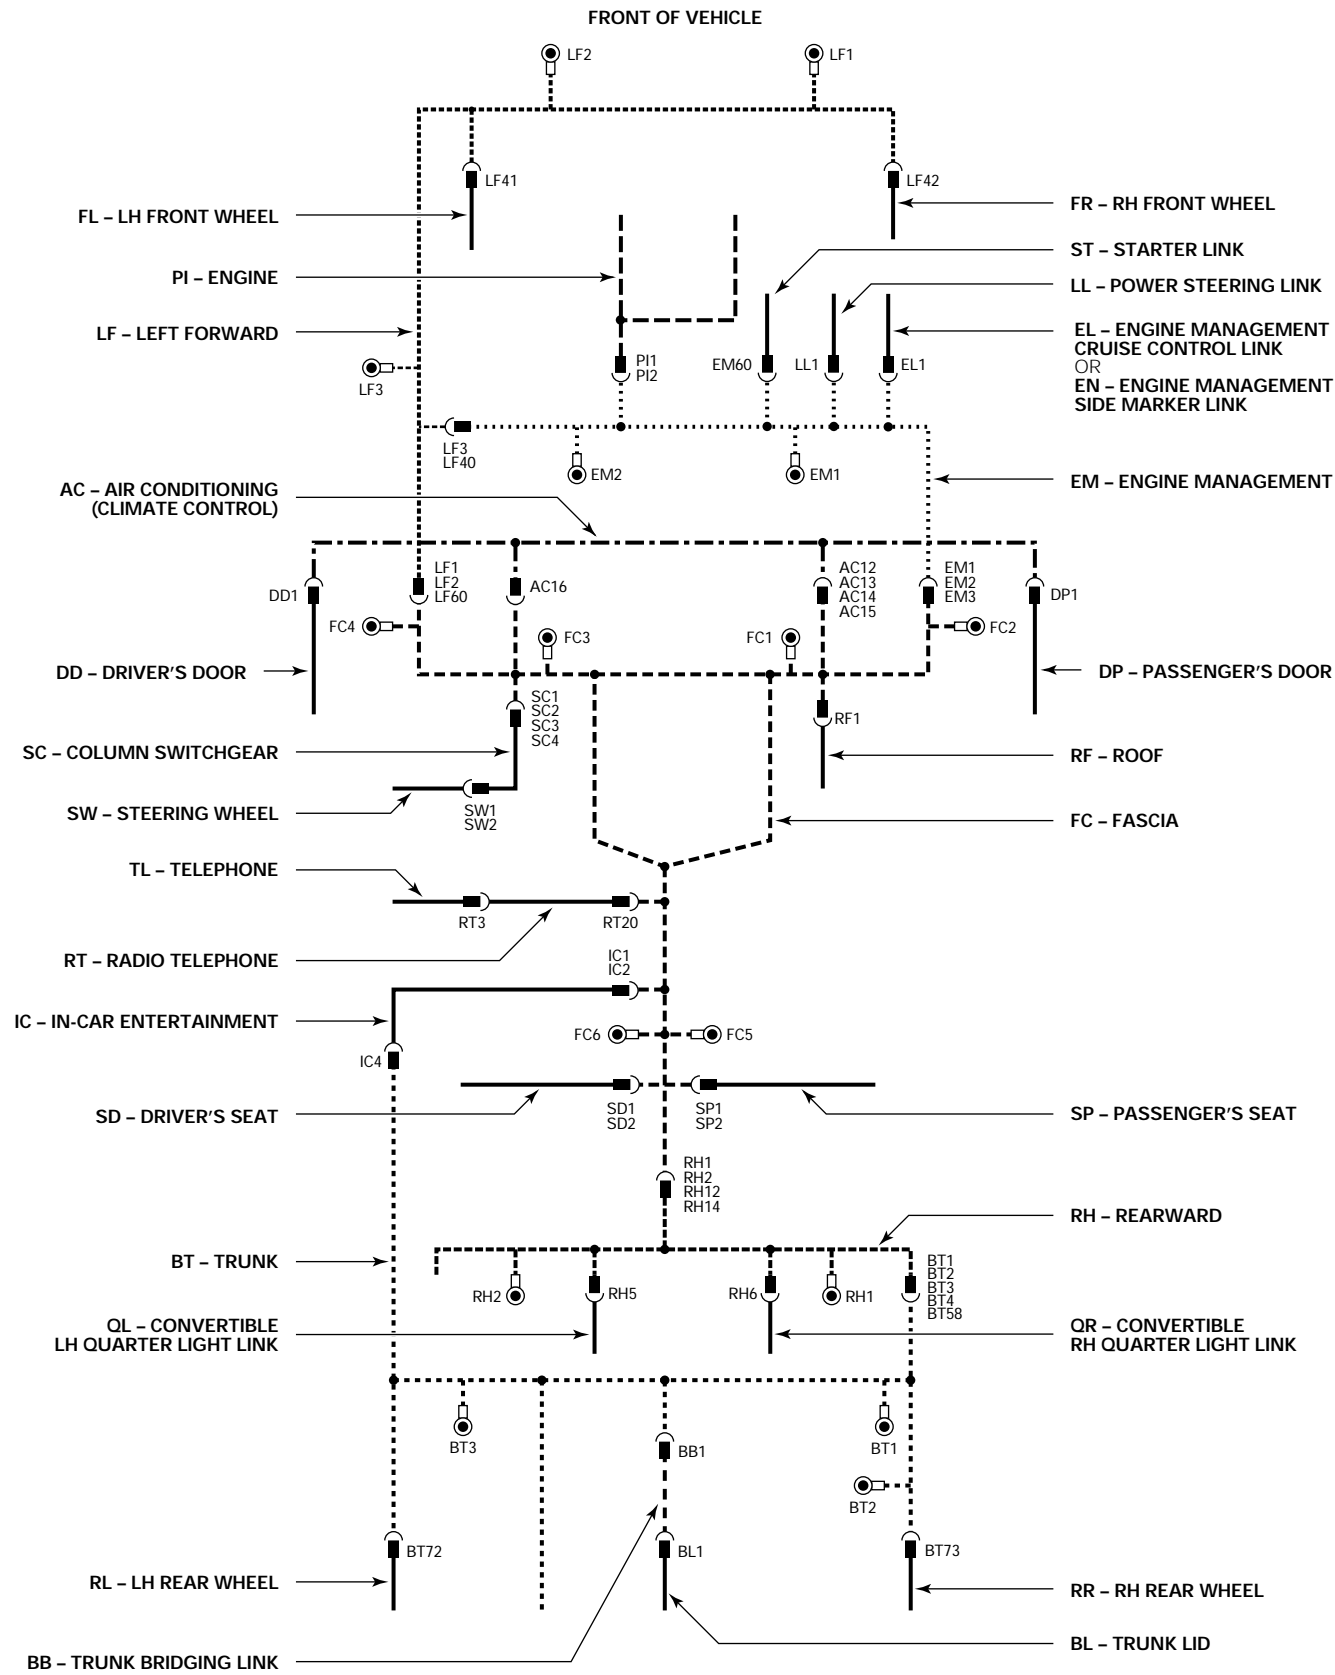 FRONT OF VEHICLE
LF2
LF1
LF41
LF42
FL – LH FRONT WHEEL
FR – RH FRONT WHEEL
ST – STARTER LINK
PI – ENGINE
LL – POWER STEERING LINK
LF – LEFT FORWARD
EL – ENGINE MANAGEMENT
CRUISE CONTROL LINK
OR
EN – ENGINE MANAGEMENT
SIDE MARKER LINK
PI1
PI2
EM60
LL1
EL1
LF3
LF3
LF40
EM2
EM1
AC – AIR CONDITIONING
(CLIMATE CONTROL)
EM – ENGINE MANAGEMENT
DD1
LF1
LF2
LF60
AC16
AC12
AC13
AC14
AC15
EM1
EM2
EM3
DP1
FC4
FC3
FC1
FC2
DD – DRIVER'S DOOR
DP – PASSENGER'S DOOR
SC1
SC2
SC3
SC4
RF1
SC – COLUMN SWITCHGEAR
RF – ROOF
SW1
SW2
SW – STEERING WHEEL
FC – FASCIA
TL – TELEPHONE
RT3
RT20
RT – RADIO TELEPHONE
IC1
IC2
IC – IN-CAR ENTERTAINMENT
FC6
FC5
IC4
SD1
SD2
SP1
SP2
SD – DRIVER'S SEAT
SP – PASSENGER'S SEAT
RH1
RH2
RH12
RH14
RH – REARWARD
BT – TRUNK
BT1
BT2
BT3
BT4
BT58
RH2
RH5
RH6
RH1
QL – CONVERTIBLE
LH QUARTER LIGHT LINK
QR – CONVERTIBLE
RH QUARTER LIGHT LINK
BT3
BB1
BT1
BT2
BT72
BL1
BT73
RL – LH REAR WHEEL
RR – RH REAR WHEEL
BL – TRUNK LID
BB – TRUNK BRIDGING LINK